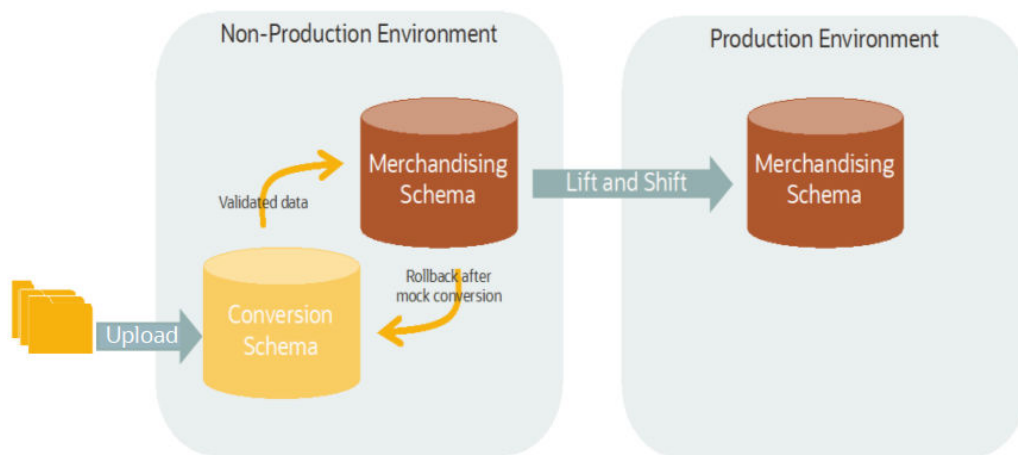 Non-Production Environment
Production Environment
Merchandising
Schema
Lift and Shift
Merchandising
Schema
Validated data
Rollback after
mock conversion
Upload
Conversion
Schema